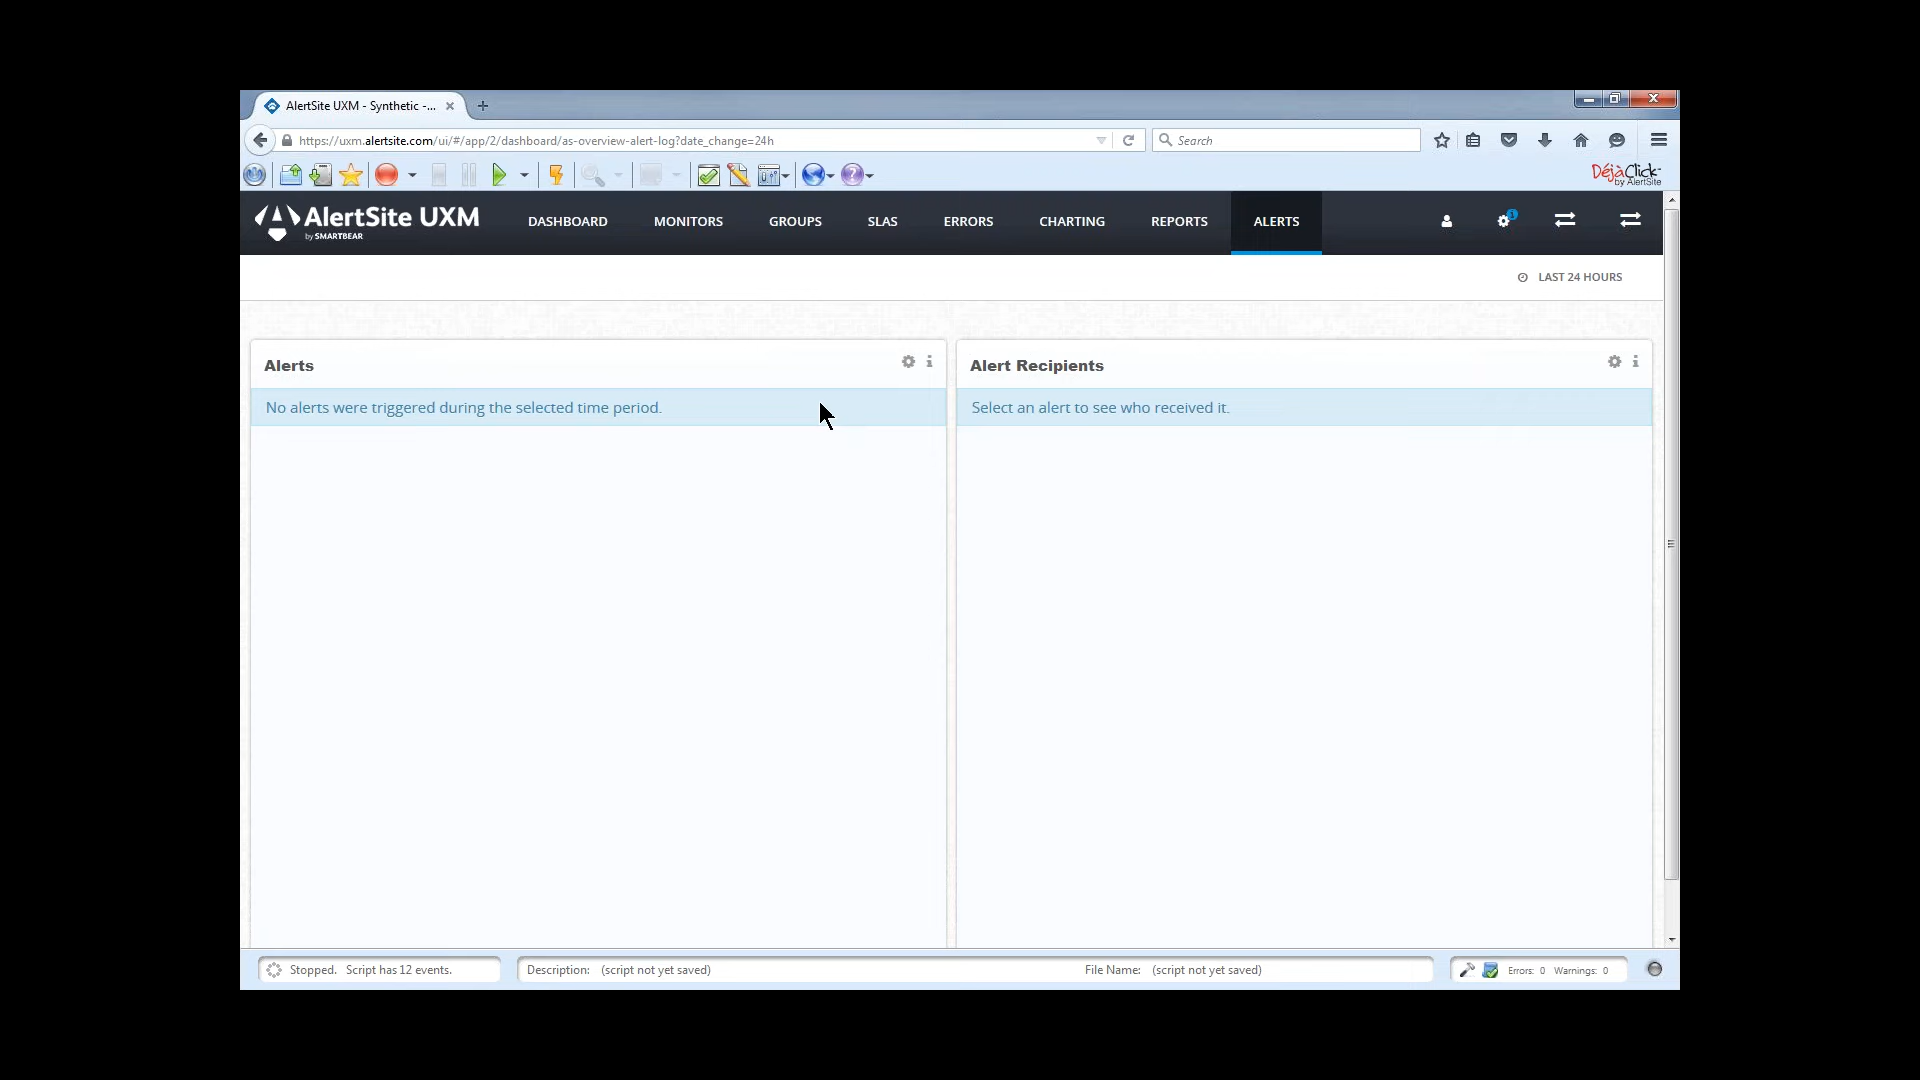 AlertSite UXM - Synthetic -...
https://uxm.alertsite.com/ui/#/app/2/dashboard/as-overview-alert-log?date_change=24h
Search
DéjàClick
by AlertSite
AlertSite UXM
by SMARTBEAR
DASHBOARD MONITORS GROUPS SLAS ERRORS CHARTING REPORTS ALERTS
1
LAST 24 HOURS
Alerts
Alert Recipients
No alerts were triggered during the selected time period.
Select an alert to see who received it.
Stopped. Script has 12 events.
Description: (script not yet saved)
File Name: (script not yet saved)
Errors: 0 Warnings: 0